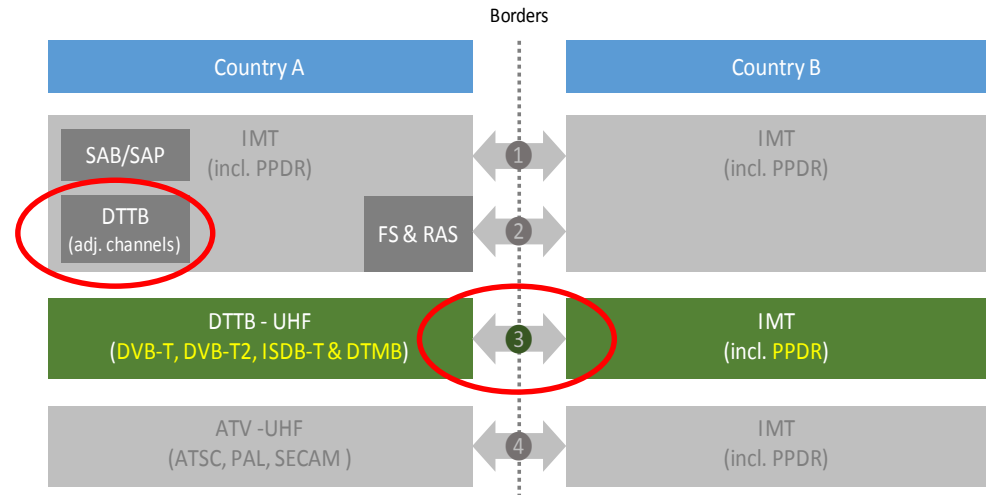 Borders
Country A
Country B
SAB/SAP
IMT
(incl. PPDR)
DTTB
(adj. channels)
FS & RAS
1
2
IMT
(incl. PPDR)
DTTB - UHF
(DVB-T, DVB-T2, ISDB-T & DTMB)
3
IMT
(incl. PPDR)
ATV -UHF
(ATSC, PAL, SECAM )
4
IMT
(incl. PPDR)